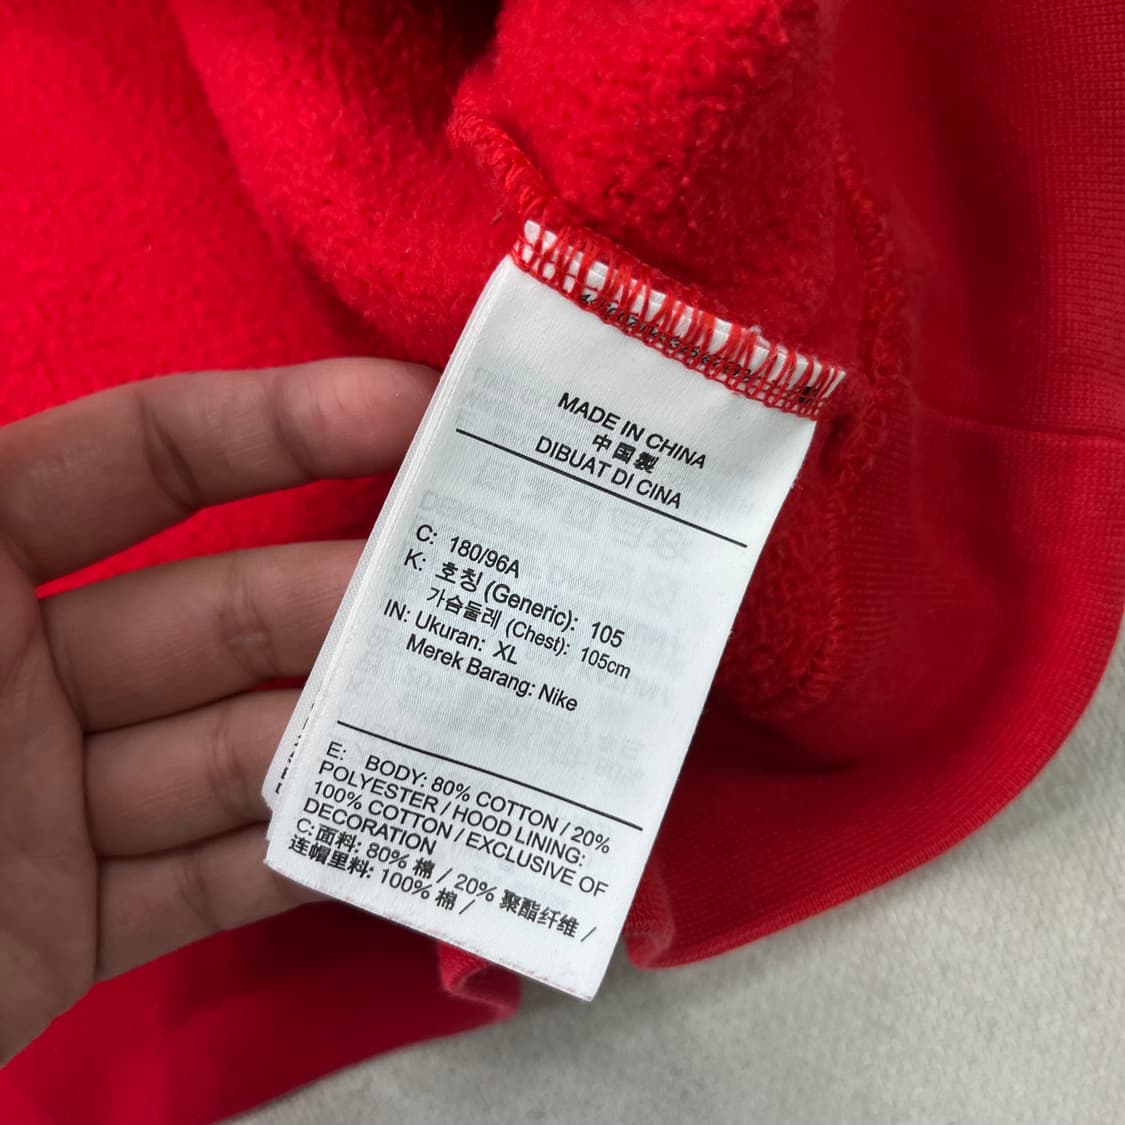 MADE IN CHINA
中国製
DIBUAT DI CINA
C: 180/96A
K: 호칭 (Generic): 105
가슴둘레 (Chest): 105cm
IN: Ukuran: XL
Merek Barang: Nike
E: BODY: 80% COTTON / 20%
POLYESTER / HOOD LINING:
100% COTTON / EXCLUSIVE OF
DECORATION
C: 面料: 80% 棉 / 20% 聚酯纤维 /
连帽里料: 100% 棉 /